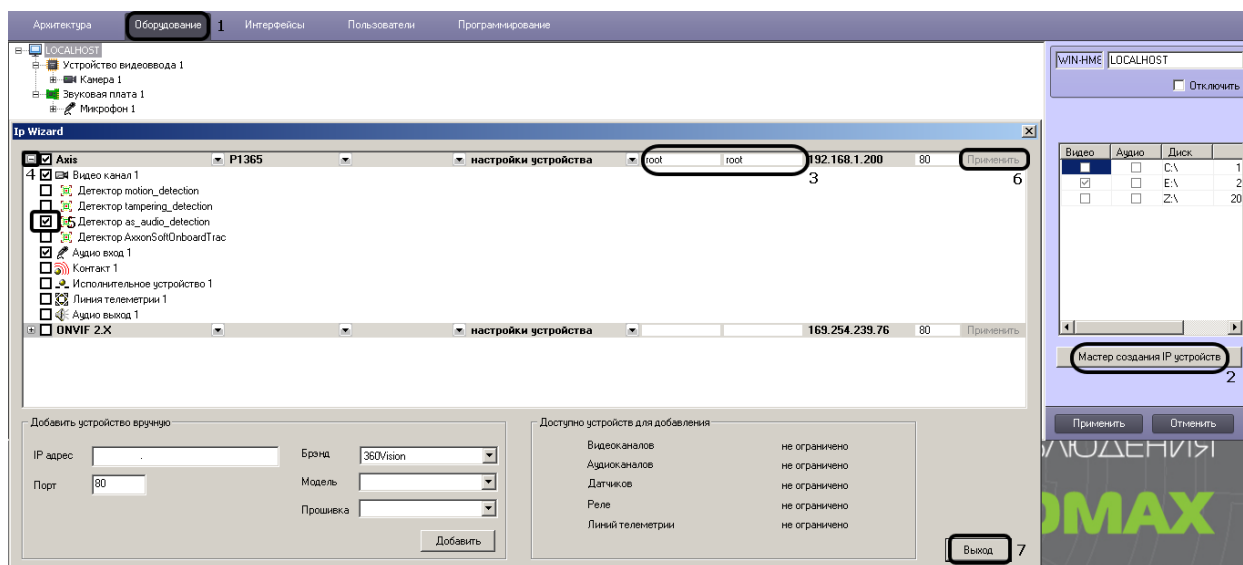 Архитектура Оборудование 1 Интерфейсы Пользователи Программирование
LOCALHOST
Устройство видеоввода 1
Камера 1
Звуковая плата 1
Микрофон 1
WIN-HME LOCALHOST
Отключить
Видео Аудио Диск
C:\ 1
E:\ 2
Z:\ 20
Мастер создания IP устройств
2
Применить Отменить
Ip Wizard
Axis P1365 настройки устройства root root 192.168.1.200 80 Применить
4 Видео канал 1 3 6
Детектор motion_detection
Детектор tampering_detection
5 Детектор as_audio_detection
Детектор AxxonSoftOnboardTrac
Аудио вход 1
Контакт 1
Исполнительное устройство 1
Линия телеметрии 1
Аудио выход 1
ONVIF 2.X настройки устройства 169.254.239.76 80 Применить
Добавить устройство вручную
IP адрес .
Порт 80
Брэнд 360Vision
Модель
Прошивка
Добавить
Доступно устройств для добавления
Видеоканалов не ограничено
Аудиоканалов не ограничено
Датчиков не ограничено
Реле не ограничено
Линий телеметрии не ограничено
Выход 7